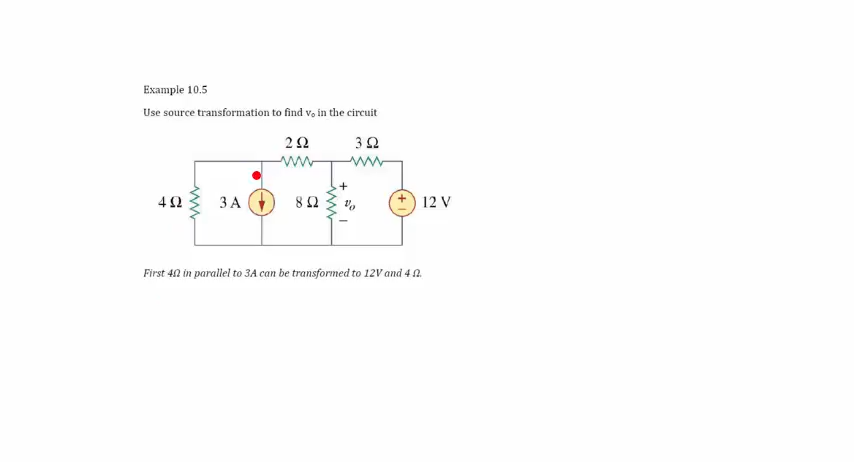 Example 10.5
Use source transformation to find vₒ in the circuit
2 Ω 3 Ω
4 Ω 3 A 8 Ω + vₒ − + − 12 V
First 4Ω in parallel to 3A can be transformed to 12V and 4 Ω.